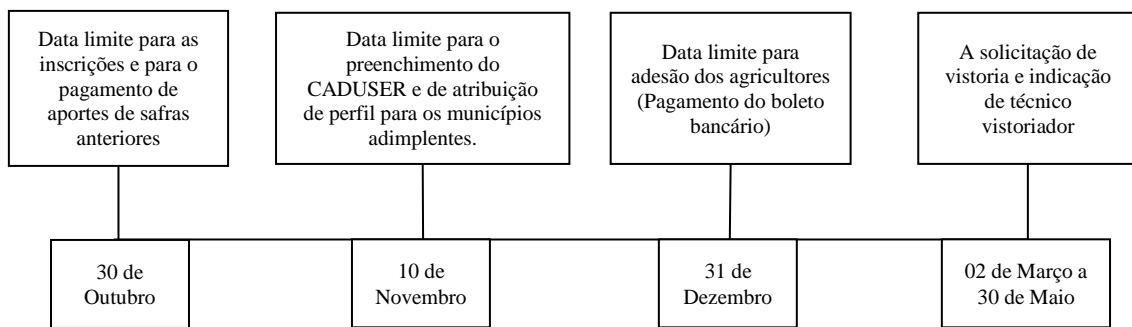 Data limite para as
inscrições e para o
pagamento de
aportes de safras
anteriores
Data limite para o
preenchimento do
CADUSER e de atribuição
de perfil para os municípios
adimplentes.
Data limite para
adesão dos agricultores
(Pagamento do boleto
bancário)
A solicitação de
vistoria e indicação
de técnico
vistoriador
30 de
Outubro
10 de
Novembro
31 de
Dezembro
02 de Março a
30 de Maio